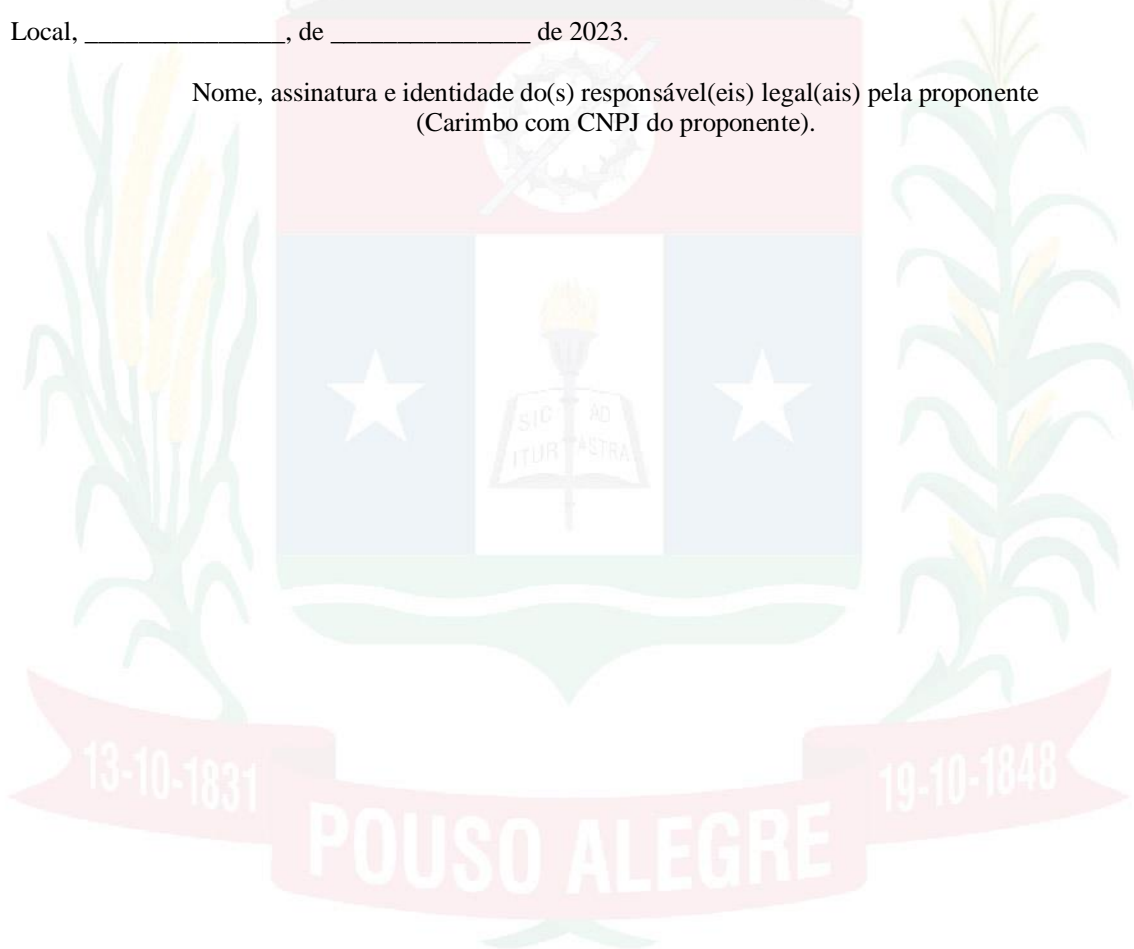 Local, _______________, de _______________ de 2023.
Nome, assinatura e identidade do(s) responsável(eis) legal(ais) pela proponente
(Carimbo com CNPJ do proponente).
SIC AD
ITUR ASTRA
13-10-1831
19-10-1848
POUSO ALEGRE